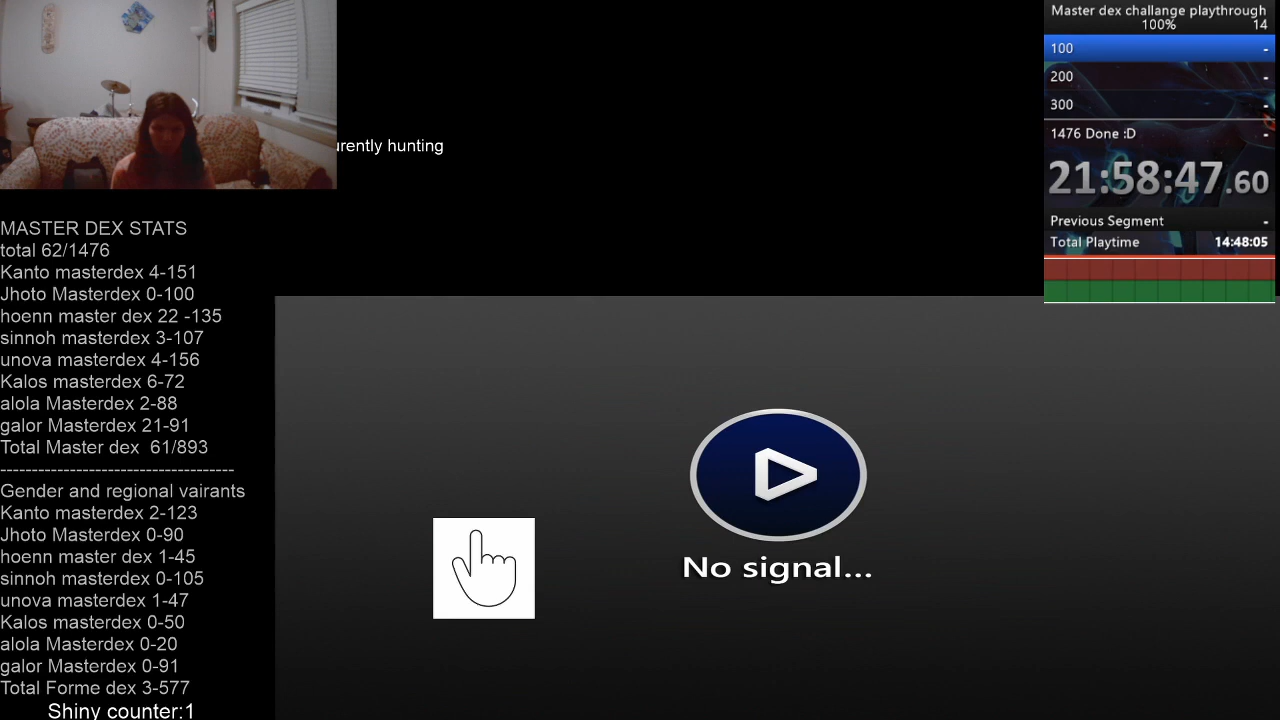 Master dex challange playthrough
100% 14
100 -
200 -
300 -
1476 Done :D -
21:58:47.60
Previous Segment -
Total Playtime 14:48:05
hunting
MASTER DEX STATS
total 62/1476
Kanto masterdex 4-151
Jhoto Masterdex 0-100
hoenn master dex 22 -135
sinnoh masterdex 3-107
unova masterdex 4-156
Kalos masterdex 6-72
alola Masterdex 2-88
galor Masterdex 21-91
Total Master dex 61/893
------------------------------------
Gender and regional vairants
Kanto masterdex 2-123
Jhoto Masterdex 0-90
hoenn master dex 1-45
sinnoh masterdex 0-105
unova masterdex 1-47
Kalos masterdex 0-50
alola Masterdex 0-20
galor Masterdex 0-91
Total Forme dex 3-577
Shiny counter:1
No signal...